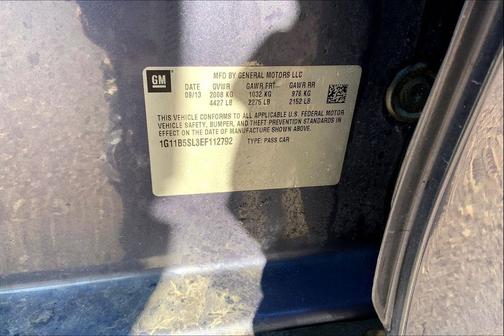 GM
MFD BY GENERAL MOTORS LLC
DATE GVWR GAWR FRT GAWR RR
09/13 2008 KG 1032 KG 976 KG
4427 LB 2275 LB 2152 LB
THIS VEHICLE CONFORMS TO ALL APPLICABLE U.S. FEDERAL MOTOR
VEHICLE SAFETY, BUMPER, AND THEFT PREVENTION STANDARDS IN
EFFECT ON THE DATE OF MANUFACTURE SHOWN ABOVE.
1G11B5SL3EF112792 TYPE: PASS CAR